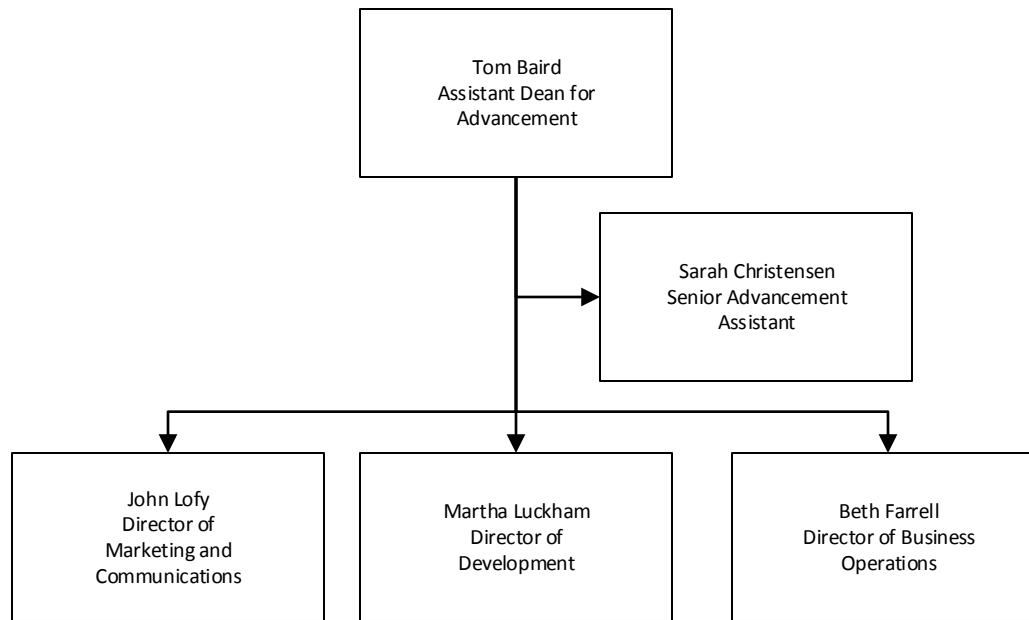 Tom Baird
Assistant Dean for
Advancement
Sarah Christensen
Senior Advancement
Assistant
John Lofy
Director of
Marketing and
Communications
Martha Luckham
Director of
Development
Beth Farrell
Director of Business
Operations